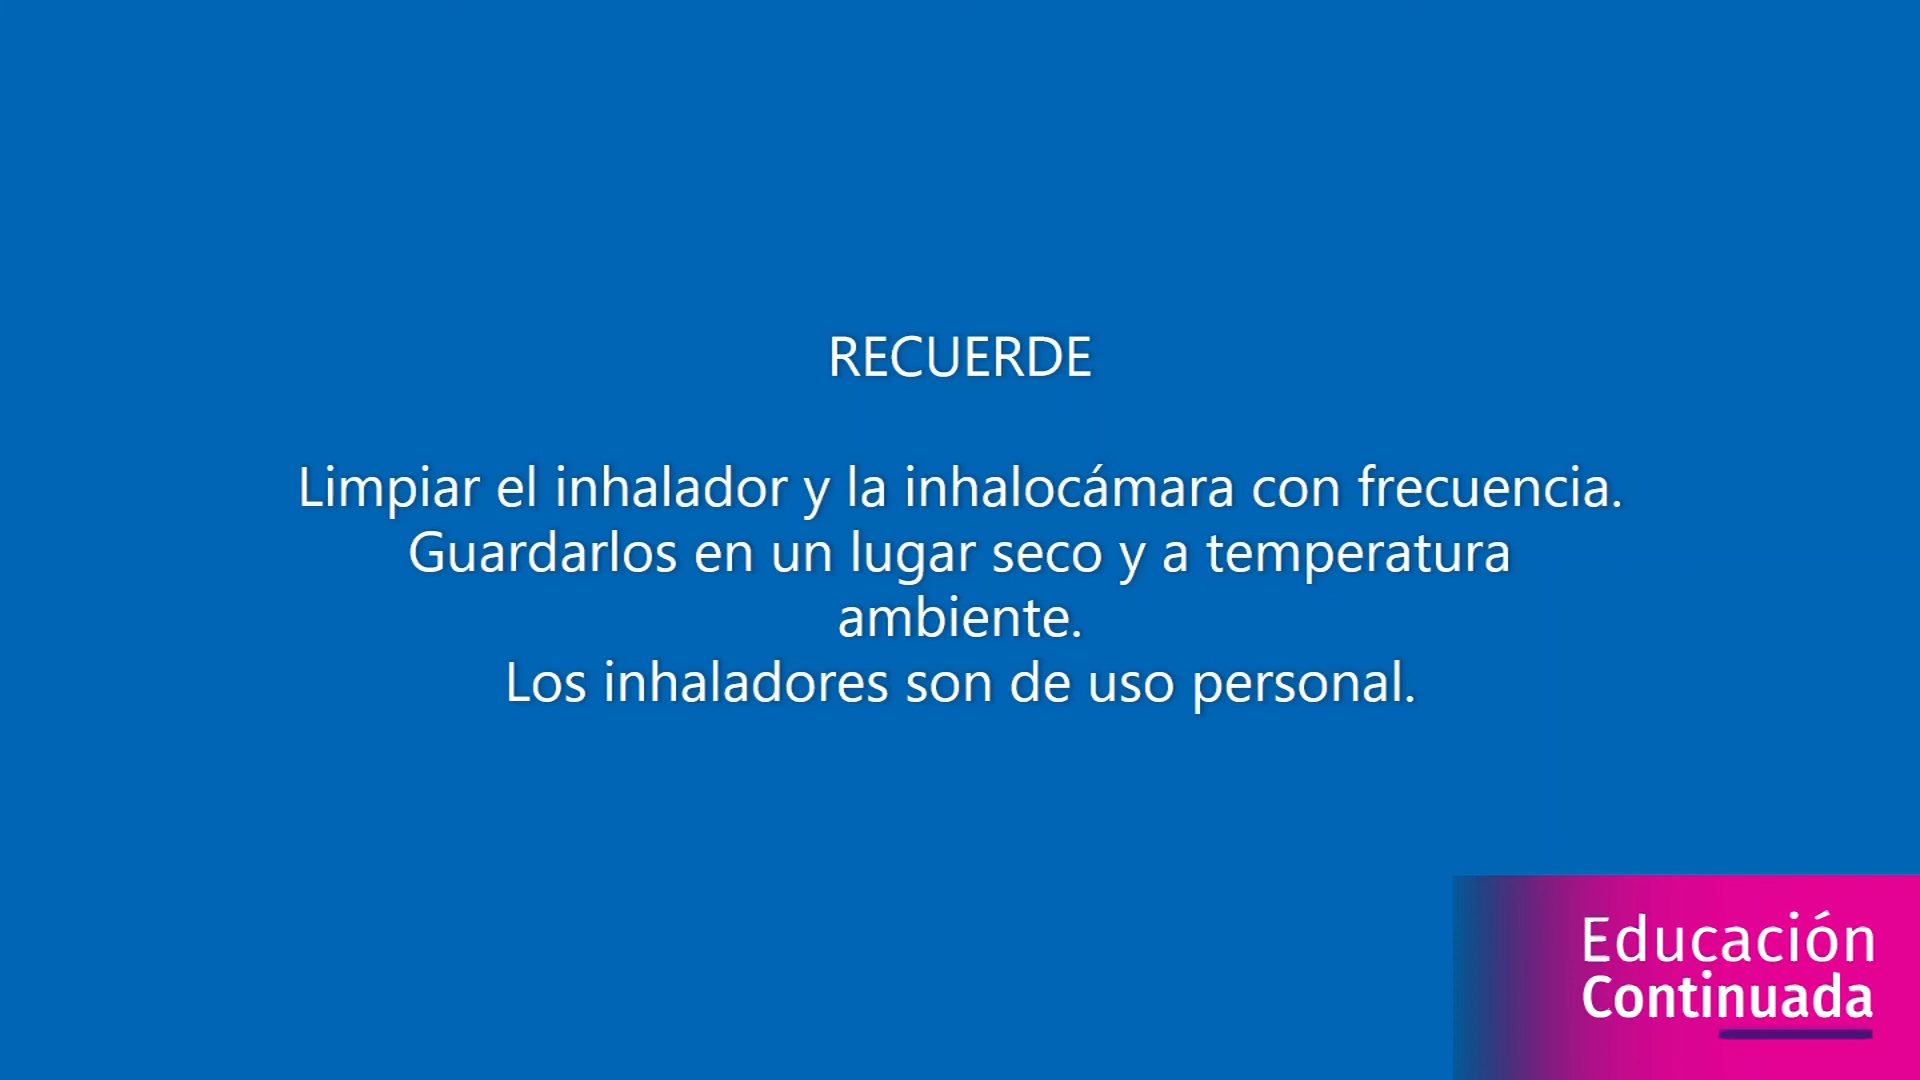 RECUERDE
Limpiar el inhalador y la inhalocámara con frecuencia.
Guardarlos en un lugar seco y a temperatura
ambiente.
Los inhaladores son de uso personal.
Educación
Continuada